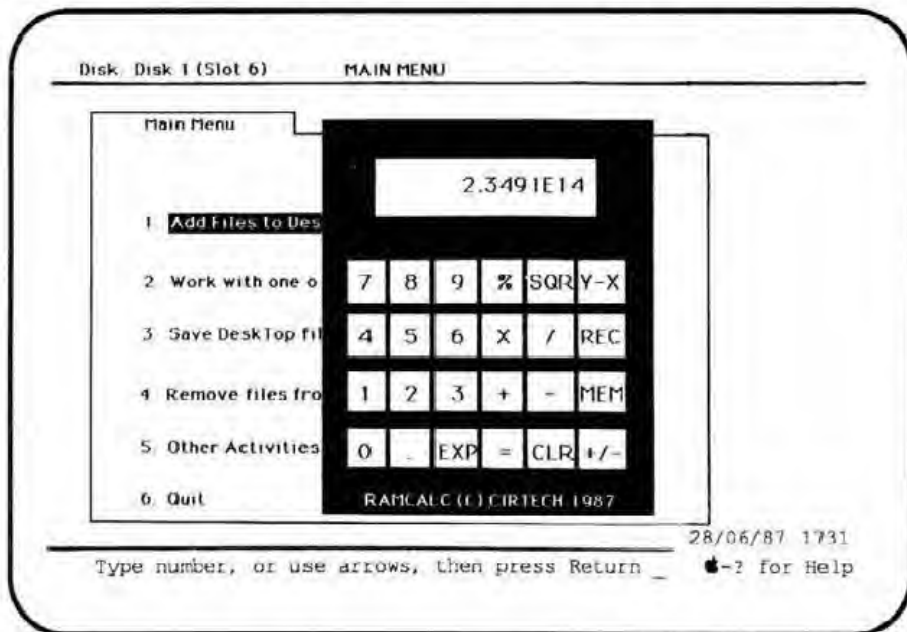 Disk: Disk 1 (Slot 6) MAIN MENU
Main Menu
2.3491E14
1. Add Files to Des
2. Work with one o
7 8 9 % SQR Y-X
3. Save DeskTop fil
4 5 6 X / REC
4. Remove files fro
1 2 3 + - MEM
5. Other Activities
0 . EXP = CLR +/-
6. Quit
RAMCALC (C) CIRTECH 1987
28/06/87 1731
Type number, or use arrows, then press Return _ -? for Help